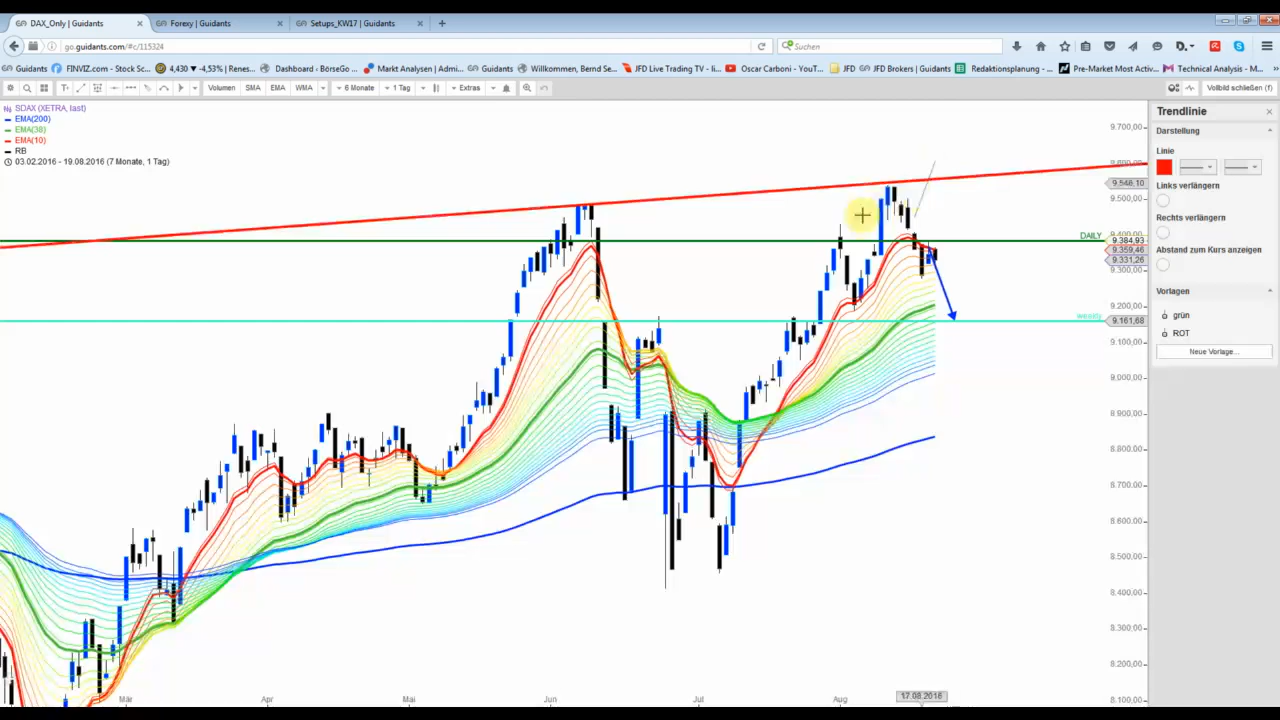 DAX_Only | Guidants
Forexy | Guidants
Setups_KW17 | Guidants
go.guidants.com/#c/115324
Suchen
Guidants
FINVIZ.com - Stock Sc...
4,430 ▼ -4,53% | Renes...
Dashboard - BörseGo ...
Markt Analysen | Admi...
Guidants
Willkommen, Bernd Se...
JFD Live Trading TV - li...
Oscar Carboni - YouT...
JFD
JFD Brokers | Guidants
Redaktionsplanung - ...
Pre-Market Most Activ...
Technical Analysis - M...
Volumen
SMA
EMA
WMA
6 Monate
1 Tag
Extras
Vollbild schließen (f)
SDAX (XETRA, last)
EMA(200)
EMA(38)
EMA(10)
RB
03.02.2016 - 19.08.2016 (7 Monate, 1 Tag)
9.700,00
9.600,00
9.546,10
9.500,00
DAILY
9.400,00
9.384,93
9.359,46
9.331,26
9.300,00
9.200,00
9.161,68
9.100,00
9.000,00
8.900,00
8.800,00
8.700,00
8.600,00
8.500,00
8.400,00
8.300,00
8.200,00
8.100,00
Mär
Apr
Mai
Jun
Jul
Aug
17.08.2016
Trendlinie
Darstellung
Linie
Links verlängern
Rechts verlängern
Abstand zum Kurs anzeigen
Vorlagen
grün
ROT
Neue Vorlage...